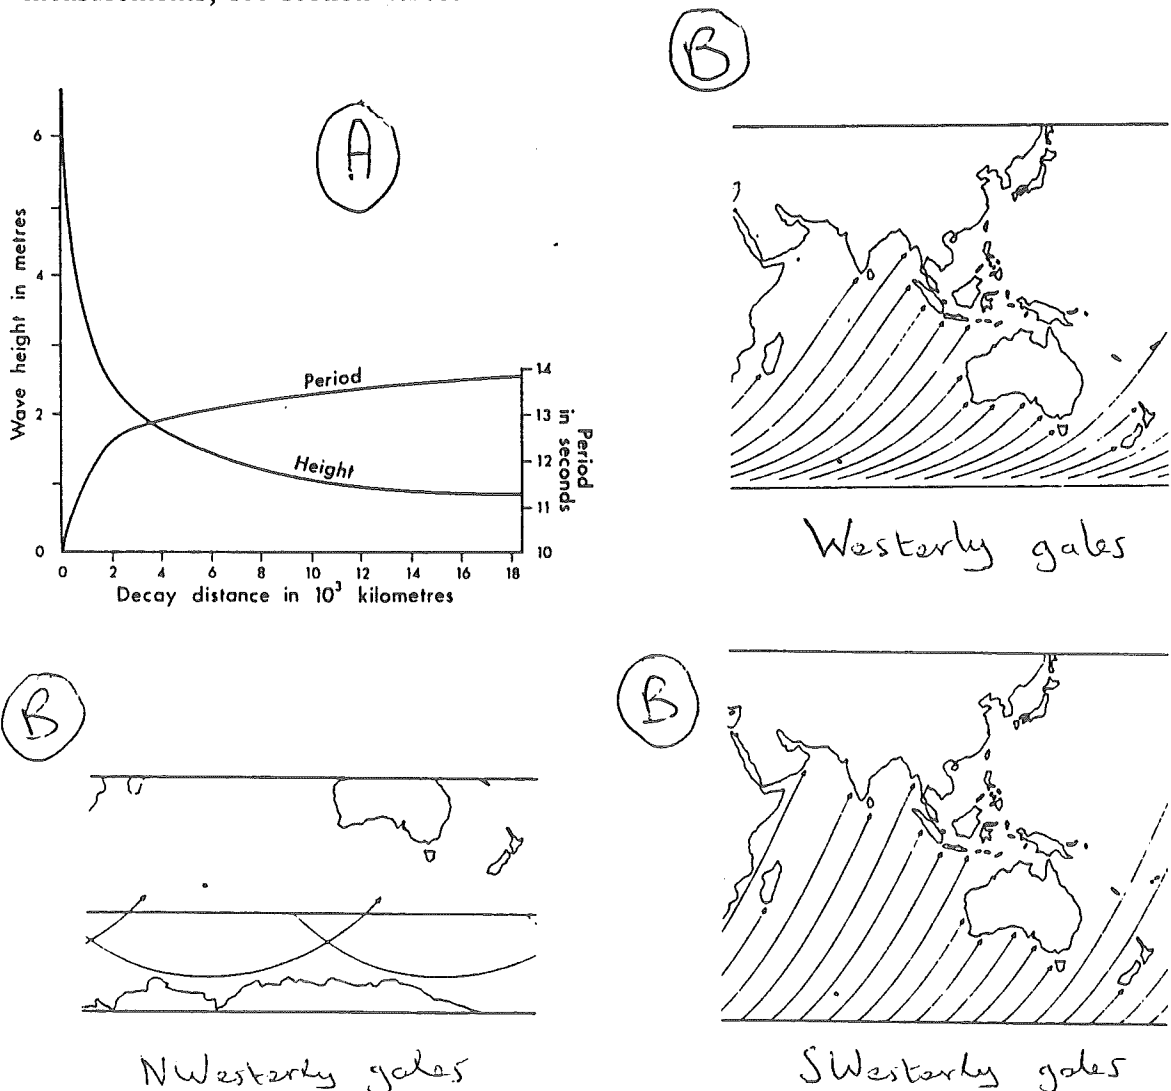 B
A
6
4
2
0
Wave height in metres
Period
Height
14
13
12
11
10
Period
in seconds
0 2 4 6 8 10 12 14 16 18
Decay distance in 10³ kilometres
Westerly gales
B
B
NWesterly gales
SWesterly gales